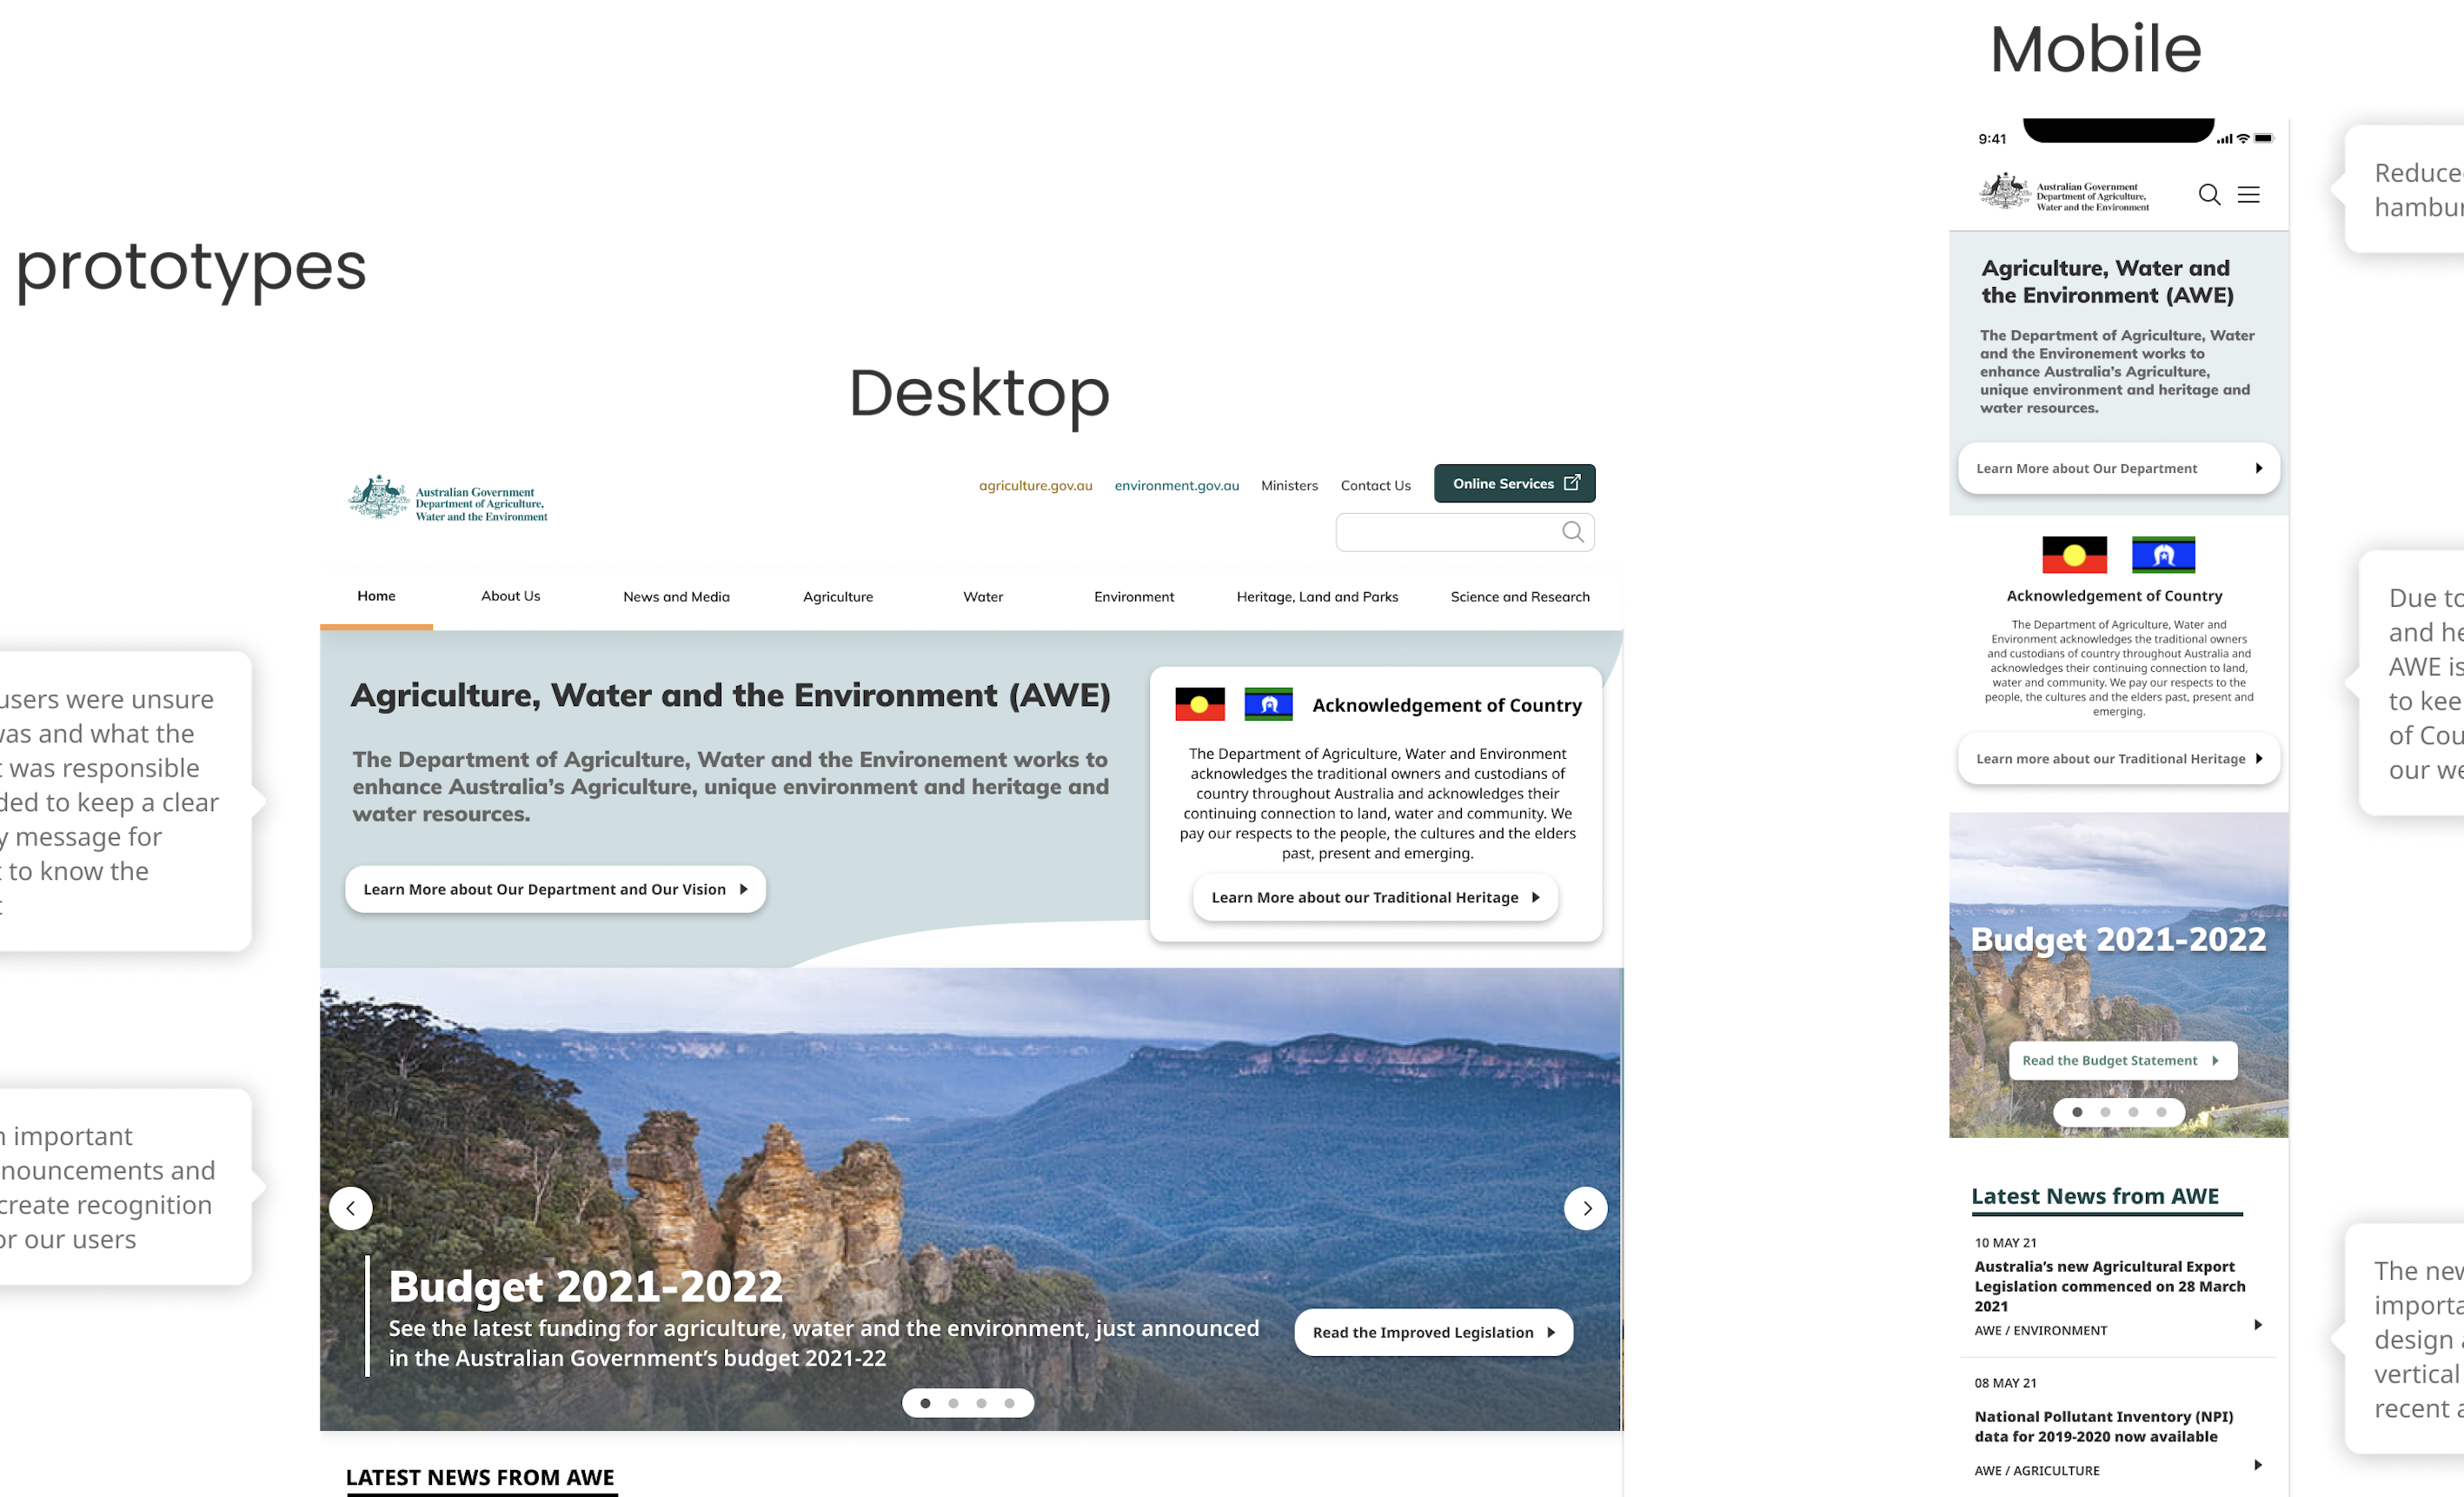 prototypes
Desktop
Mobile
users were unsure
was and what the
was responsible
to keep a clear
message for
to know the
important
and
create recognition
our users
Australian Government
Department of Agriculture,
Water and the Environment
agriculture.gov.au
environment.gov.au
Ministers
Contact Us
Online Services
Home
About Us
News and Media
Agriculture
Water
Environment
Heritage, Land and Parks
Science and Research
Agriculture, Water and the Environment (AWE)
The Department of Agriculture, Water and the Environement works to
enhance Australia's Agriculture, unique environment and heritage and
water resources.
Learn More about Our Department and Our Vision
Acknowledgement of Country
The Department of Agriculture, Water and Environment
acknowledges the traditional owners and custodians of
country throughout Australia and acknowledges their
continuing connection to land, water and community. We
pay our respects to the people, the cultures and the elders
past, present and emerging.
Learn More about our Traditional Heritage
Budget 2021-2022
See the latest funding for agriculture, water and the environment, just announced
in the Australian Government's budget 2021-22
Read the Improved Legislation
LATEST NEWS FROM AWE
9:41
Australian Government
Department of Agriculture,
Water and the Environment
Agriculture, Water and
the Environment (AWE)
The Department of Agriculture, Water
and the Environement works to
enhance Australia's Agriculture,
unique environment and heritage and
water resources.
Learn More about Our Department
Acknowledgement of Country
The Department of Agriculture, Water and
Environment acknowledges the traditional owners
and custodians of country throughout Australia and
acknowledges their continuing connection to land,
water and community. We pay our respects to the
people, the cultures and the elders past, present and
emerging.
Learn more about our Traditional Heritage
Budget 2021-2022
Read the Budget Statement
Latest News from AWE
10 MAY 21
Australia's new Agricultural Export
Legislation commenced on 28 March
2021
AWE / ENVIRONMENT
08 MAY 21
National Pollutant Inventory (NPI)
data for 2019-2020 now available
AWE / AGRICULTURE
Due to
and
AWE is
to
of
our
The
design
vertical
recent